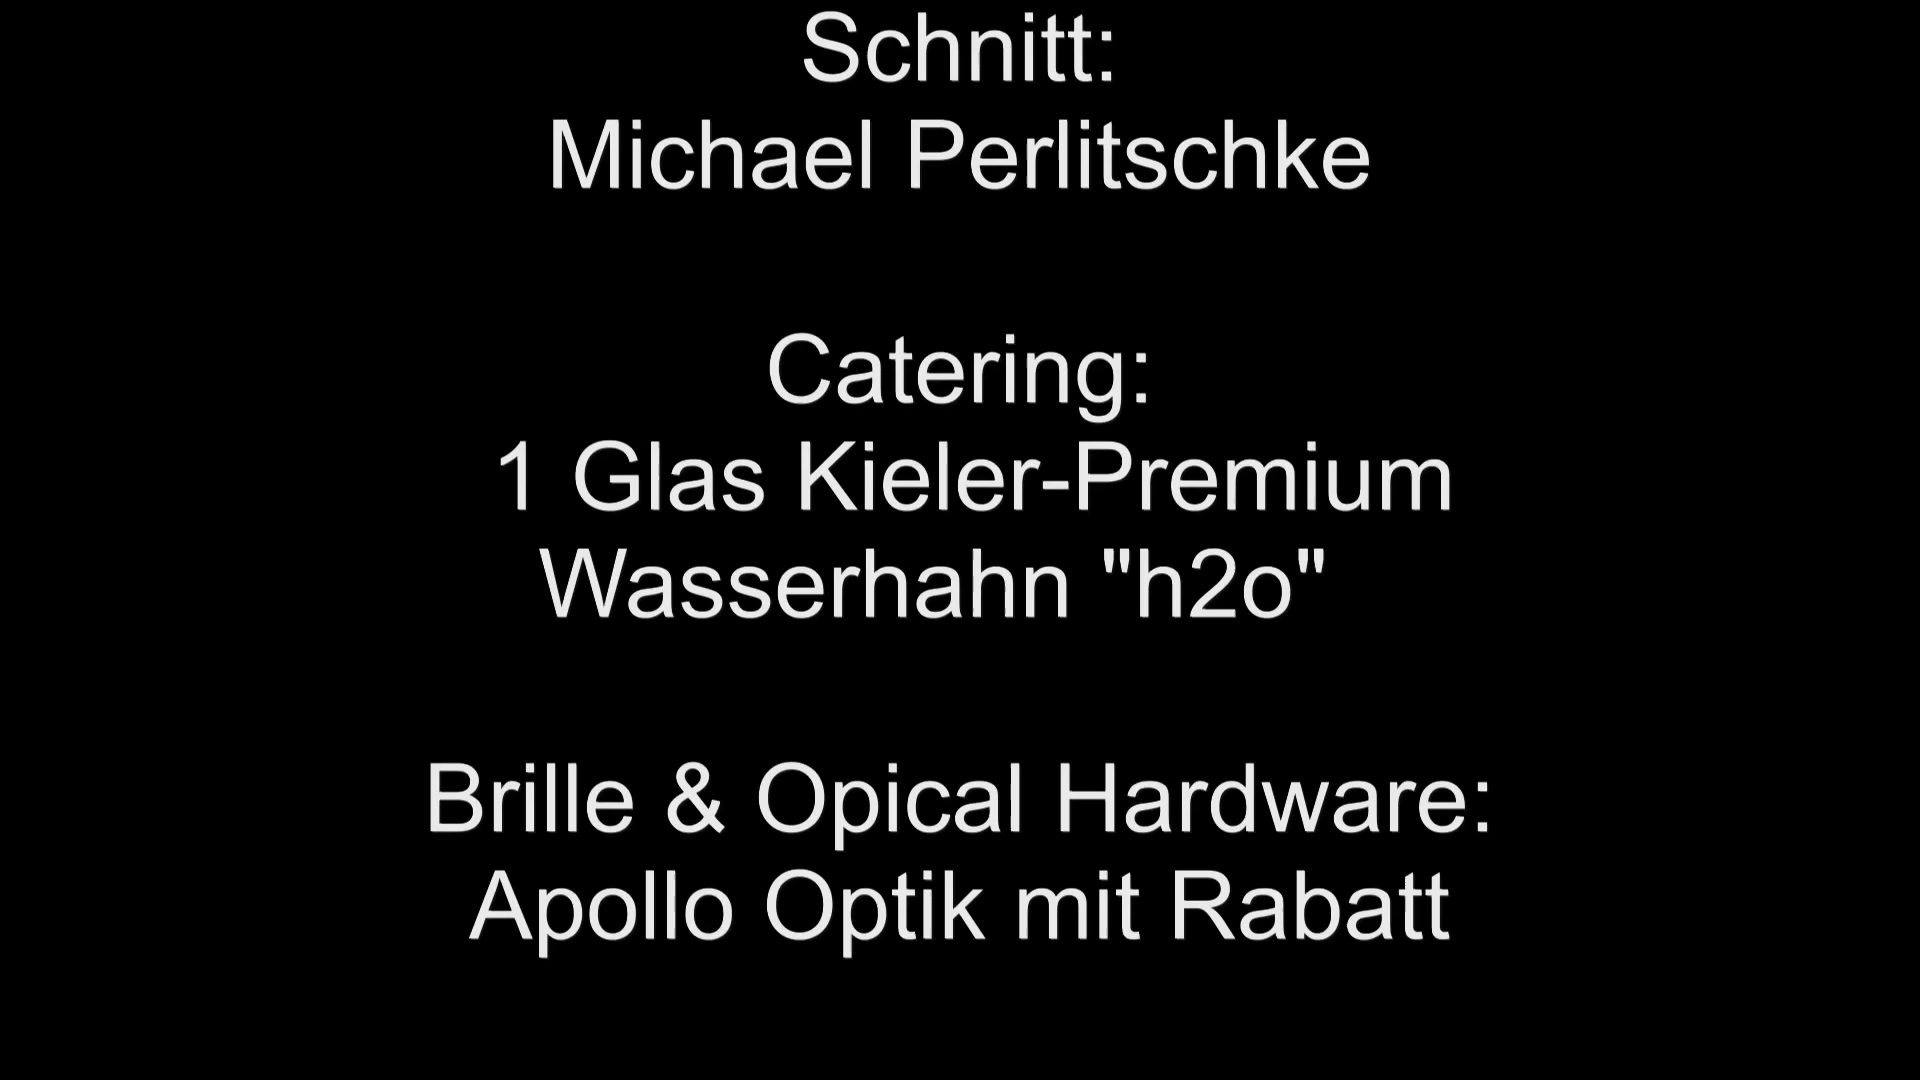 Schnitt:
Michael Perlitschke
Catering:
1 Glas Kieler-Premium
Wasserhahn "h2o"
Brille & Opical Hardware:
Apollo Optik mit Rabatt